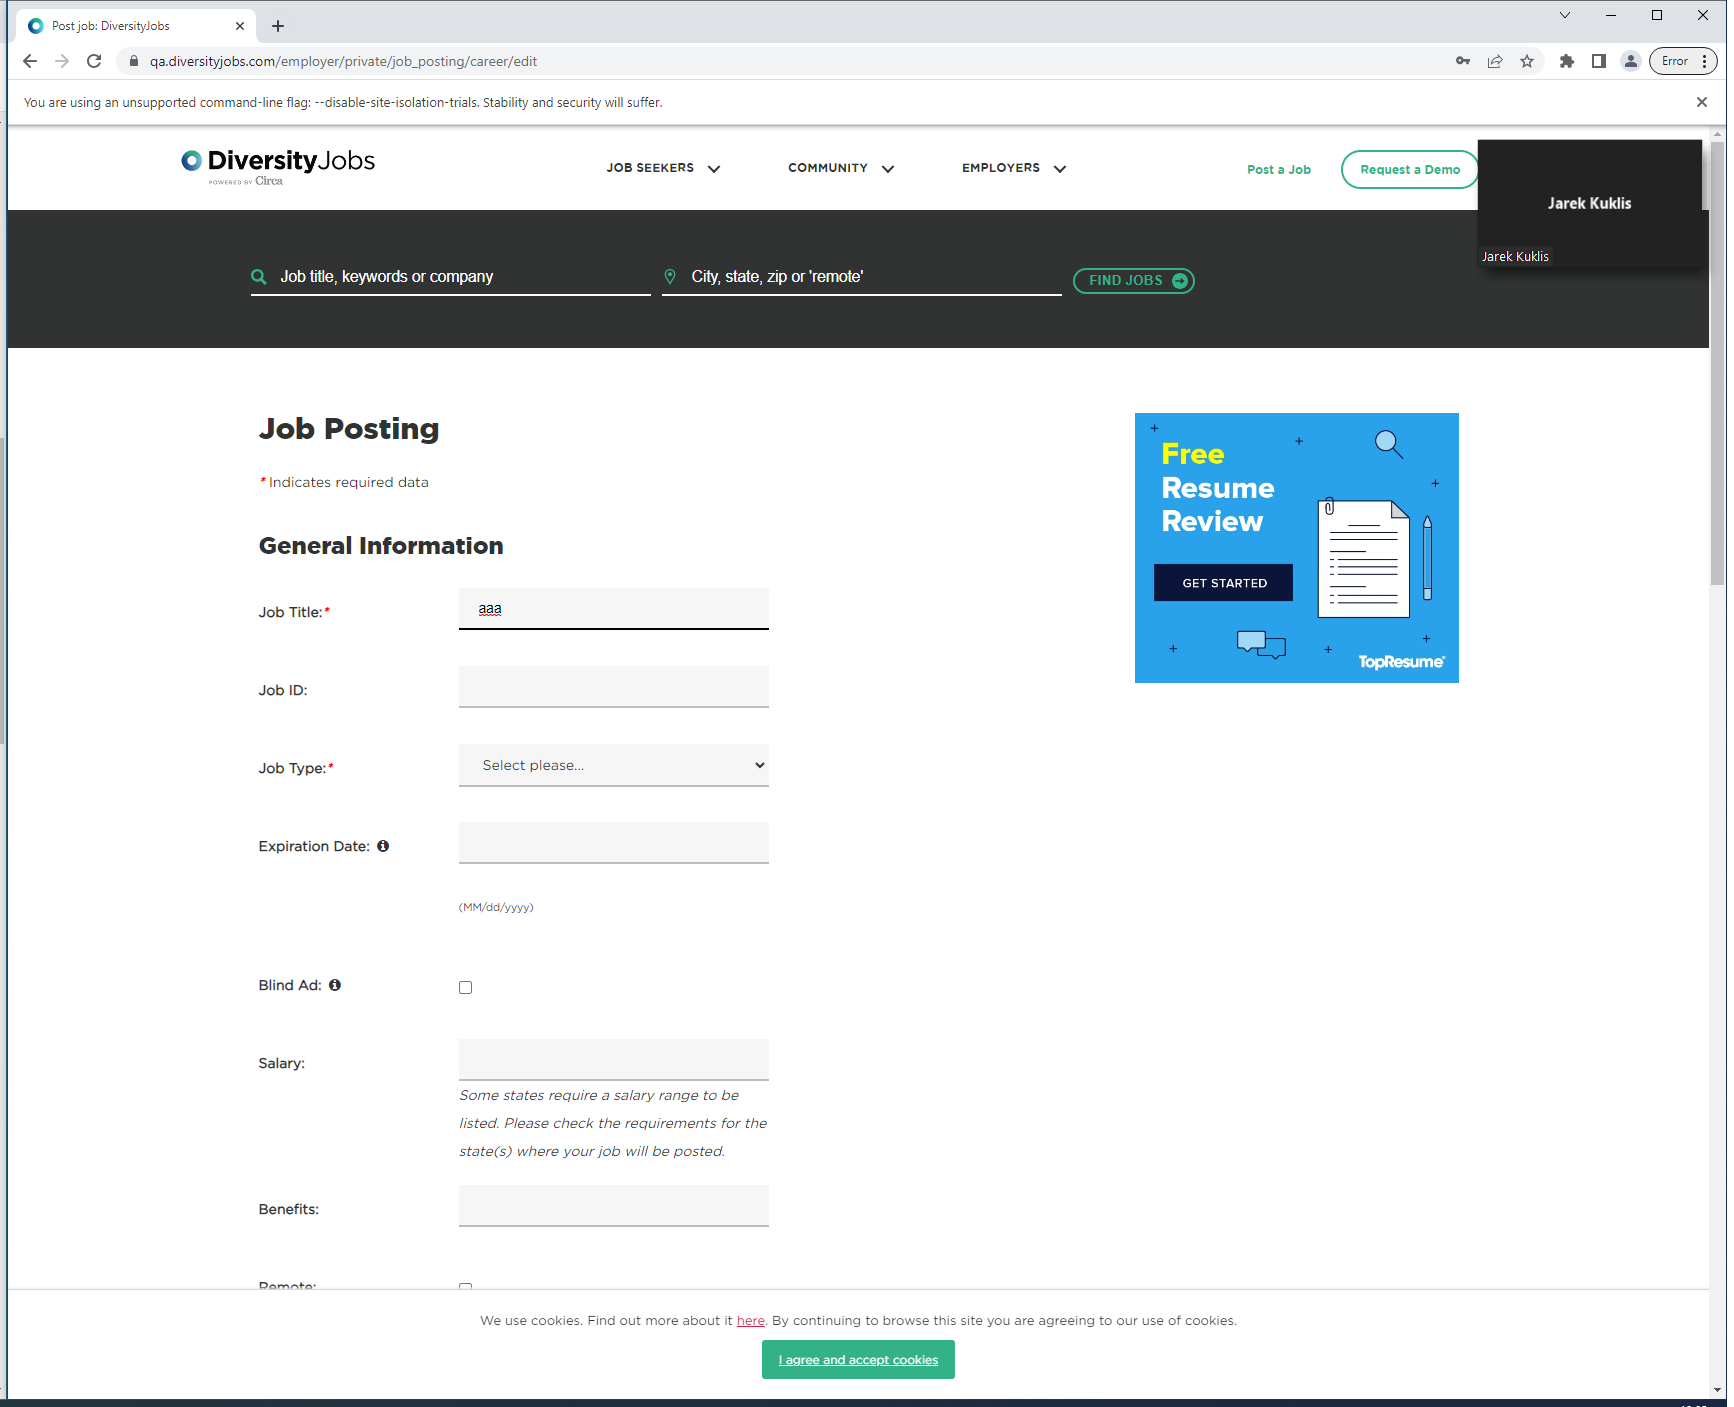 Post job: DiversityJobs
qa.diversityjobs.com/employer/private/job_posting/career/edit
Error
You are using an unsupported command-line flag: --disable-site-isolation-trials. Stability and security will suffer.
DiversityJobs
POWERED BY Circa
JOB SEEKERS
COMMUNITY
EMPLOYERS
Post a Job
Request a Demo
Jarek Kuklis
Jarek Kuklis
Job title, keywords or company
City, state, zip or 'remote'
FIND JOBS
Job Posting
* Indicates required data
General Information
Job Title:*
aaa
Job ID:
Job Type:*
Select please...
Expiration Date:
(MM/dd/yyyy)
Blind Ad:
Salary:
Some states require a salary range to be
listed. Please check the requirements for the
state(s) where your job will be posted.
Benefits:
Remote:
Free
Resume
Review
GET STARTED
TopResume
We use cookies. Find out more about it here. By continuing to browse this site you are agreeing to our use of cookies.
I agree and accept cookies